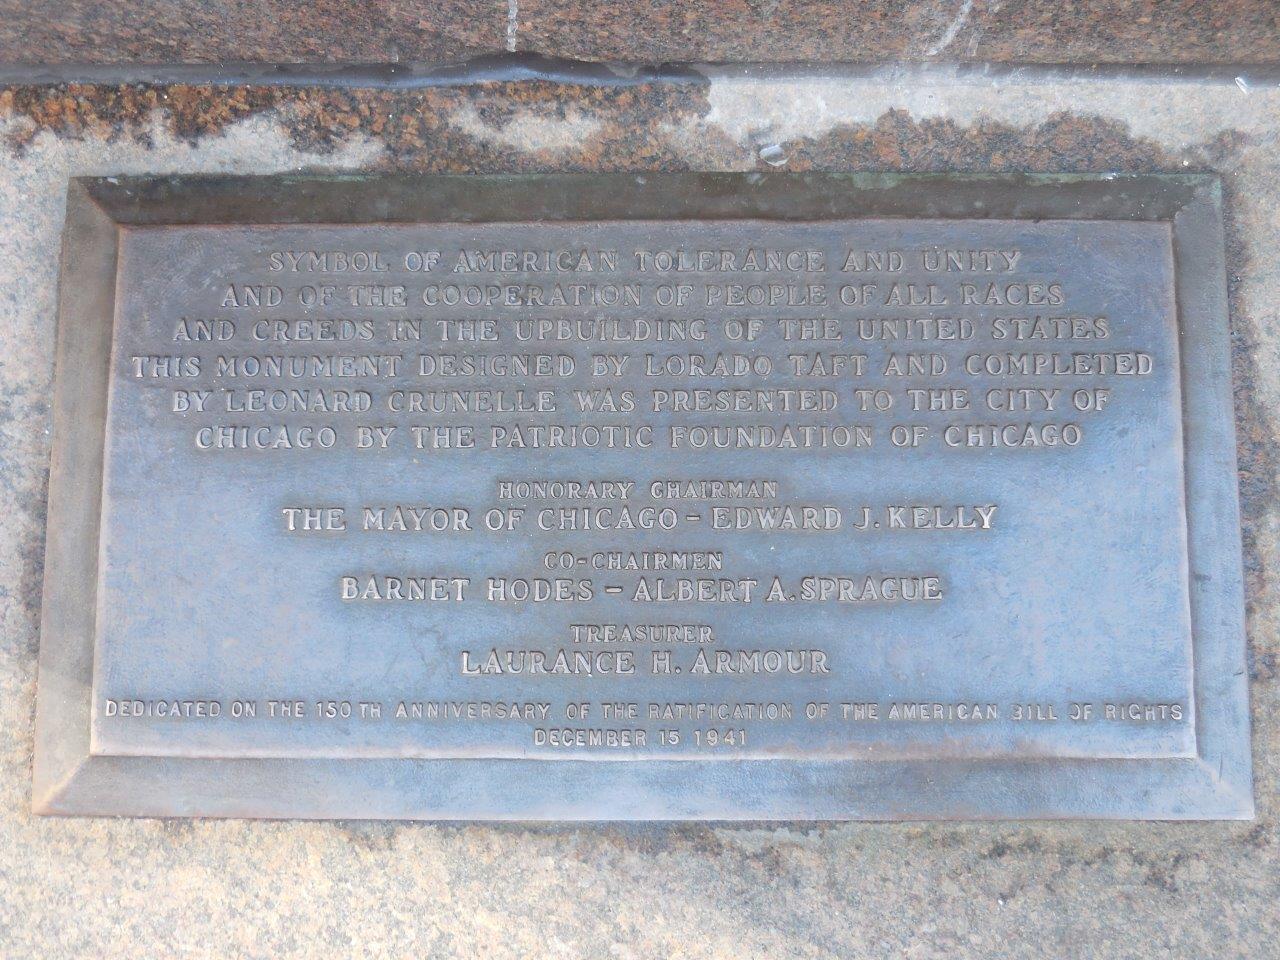 SYMBOL OF AMERICAN TOLERANCE AND UNITY
AND OF THE COOPERATION OF PEOPLE OF ALL RACES
AND CREEDS IN THE UPBUILDING OF THE UNITED STATES
THIS MONUMENT DESIGNED BY LORADO TAFT AND COMPLETED
BY LEONARD CRUNELLE WAS PRESENTED TO THE CITY OF
CHICAGO BY THE PATRIOTIC FOUNDATION OF CHICAGO
HONORARY CHAIRMAN
THE MAYOR OF CHICAGO - EDWARD J. KELLY
CO-CHAIRMEN
BARNET HODES - ALBERT A. SPRAGUE
TREASURER
LAURANCE H. ARMOUR
DEDICATED ON THE 150TH ANNIVERSARY OF THE RATIFICATION OF THE AMERICAN BILL OF RIGHTS
DECEMBER 15 1941